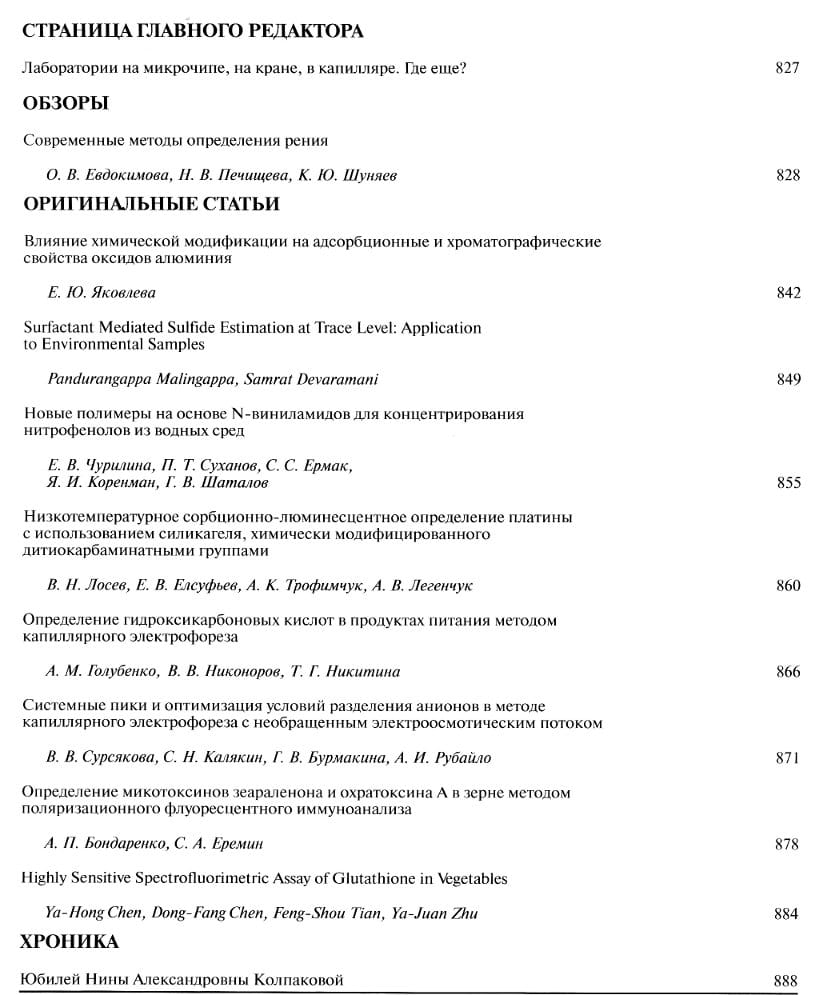 СТРАНИЦА ГЛАВНОГО РЕДАКТОРА
Лаборатории на микрочипе, на кране, в капилляре. Где еще? 827
ОБЗОРЫ
Современные методы определения рения
О. В. Евдокимова, Н. В. Печищева, К. Ю. Шуняев 828
ОРИГИНАЛЬНЫЕ СТАТЬИ
Влияние химической модификации на адсорбционные и хроматографические
свойства оксидов алюминия
Е. Ю. Яковлева 842
Surfactant Mediated Sulfide Estimation at Trace Level: Application
to Environmental Samples
Pandurangappa Malingappa, Samrat Devaramani 849
Новые полимеры на основе N-виниламидов для концентрирования
нитрофенолов из водных сред
Е. В. Чурилина, П. Т. Суханов, С. С. Ермак,
Я. И. Коренман, Г. В. Шаталов 855
Низкотемпературное сорбционно-люминесцентное определение платины
с использованием силикагеля, химически модифицированного
дитиокарбаминатными группами
В. Н. Лосев, Е. В. Елсуфьев, А. К. Трофимчук, А. В. Легенчук 860
Определение гидроксикарбоновых кислот в продуктах питания методом
капиллярного электрофореза
А. М. Голубенко, В. В. Никоноров, Т. Г. Никитина 866
Системные пики и оптимизация условий разделения анионов в методе
капиллярного электрофореза с необращенным электроосмотическим потоком
В. В. Сурсякова, С. Н. Калякин, Г. В. Бурмакина, А. И. Рубайло 871
Определение микотоксинов зеараленона и охратоксина А в зерне методом
поляризационного флуоресцентного иммуноанализа
А. П. Бондаренко, С. А. Еремин 878
Highly Sensitive Spectrofluorimetric Assay of Glutathione in Vegetables
Ya-Hong Chen, Dong-Fang Chen, Feng-Shou Tian, Ya-Juan Zhu 884
ХРОНИКА
Юбилей Нины Александровны Колпаковой 888